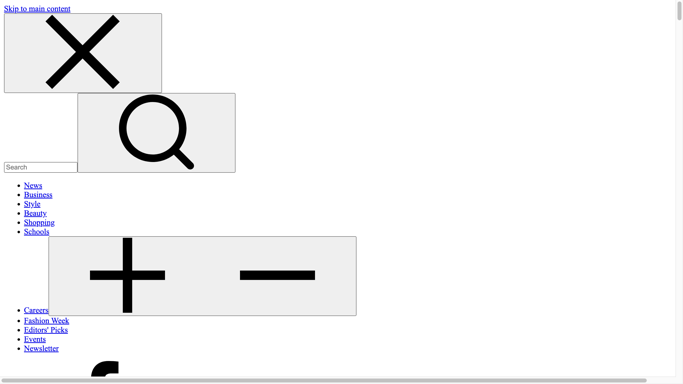 Skip to main content
Search
News
Business
Style
Beauty
Shopping
Schools
Careers
Fashion Week
Editors' Picks
Events
Newsletter